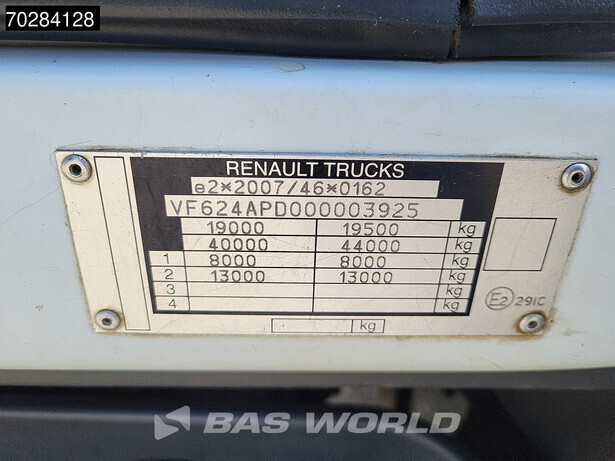 70284128
RENAULT TRUCKS
e2*2007/46*0162
VF624APD000003925
19000 19500 kg
40000 44000 kg
1 8000 8000 kg
2 13000 13000 kg
3 kg
4 kg
kg
E2 291C
BAS WORLD